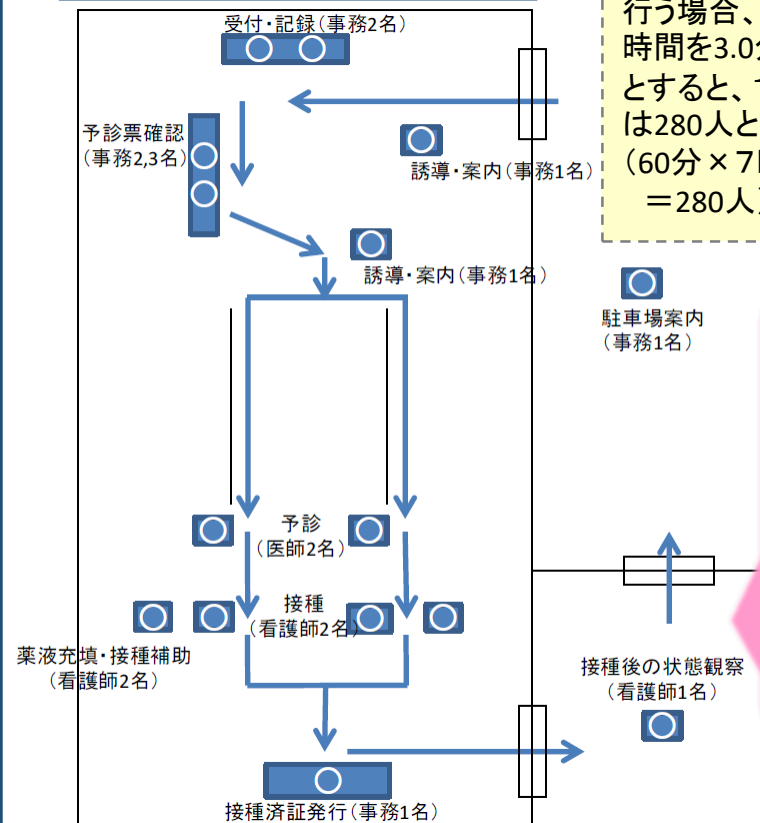 受付・記録(事務2名)
行う場合、
時間を3.0
とすると、
は280人と
(60分×7
=280人
予診票確認
(事務2,3名)
誘導・案内(事務1名)
誘導・案内(事務1名)
駐車場案内
(事務1名)
予診
(医師2名)
接種
(看護師2名)
薬液充填・接種補助
(看護師2名)
接種後の状態観察
(看護師1名)
接種済証発行(事務1名)